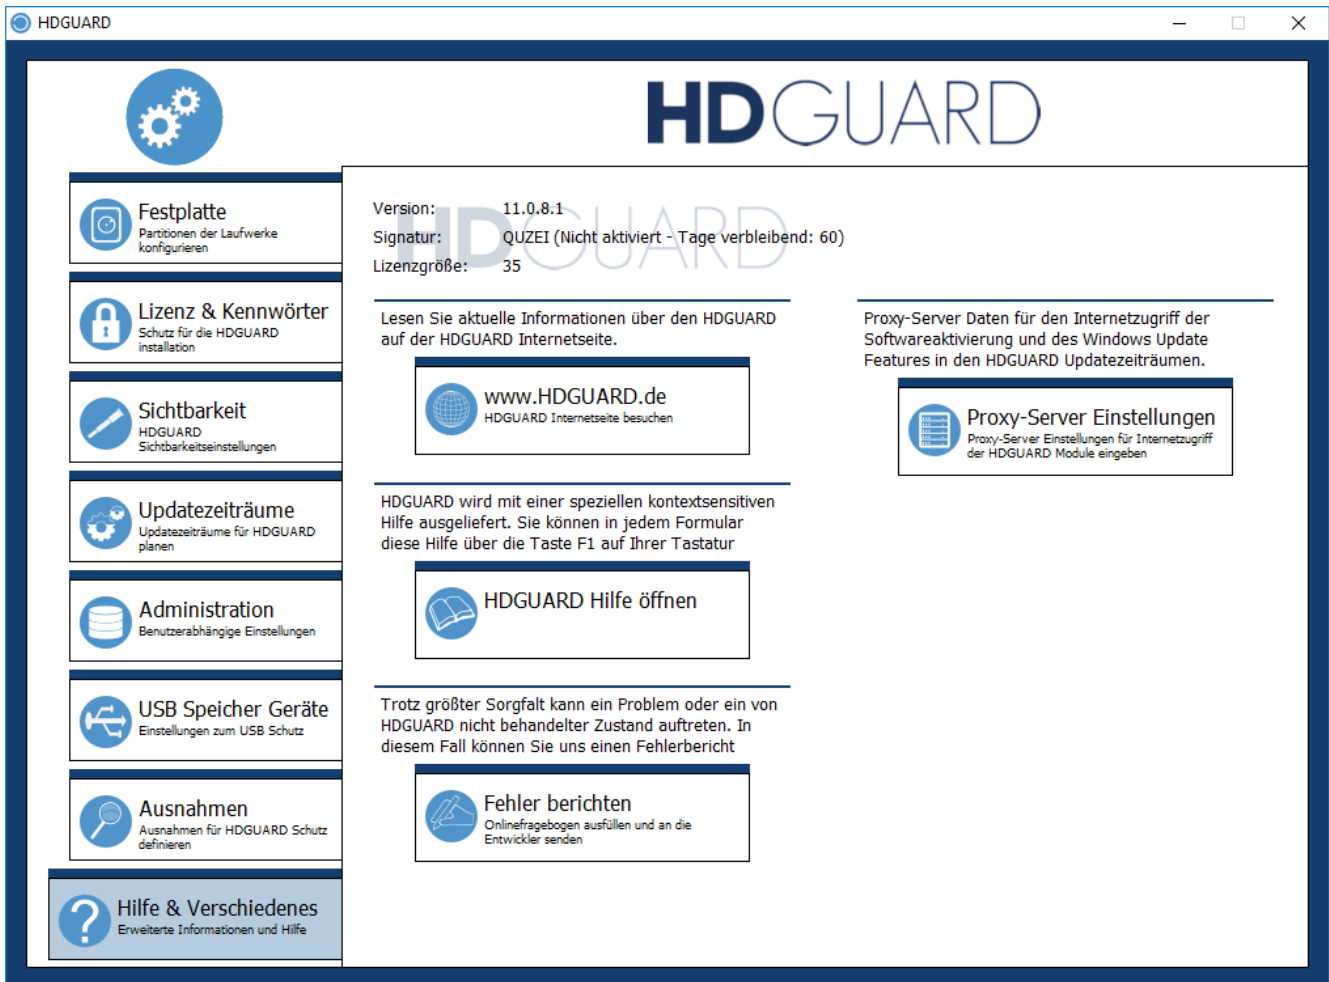 HDGUARD
HDGUARD
Festplatte
Partitionen der Laufwerke
konfigurieren
Lizenz & Kennwörter
Schutz für die HDGUARD
installation
Sichtbarkeit
HDGUARD
Sichtbarkeitseinstellungen
Updatezeiträume
Updatezeiträume für HDGUARD
planen
Administration
Benutzerabhängige Einstellungen
USB Speicher Geräte
Einstellungen zum USB Schutz
Ausnahmen
Ausnahmen für HDGUARD Schutz
definieren
Hilfe & Verschiedenes
Erweiterte Informationen und Hilfe
HDGUARD
Version: 11.0.8.1
Signatur: QUZEI (Nicht aktiviert - Tage verbleibend: 60)
Lizenzgröße: 35
Lesen Sie aktuelle Informationen über den HDGUARD
auf der HDGUARD Internetseite.
www.HDGUARD.de
HDGUARD Internetseite besuchen
HDGUARD wird mit einer speziellen kontextsensitiven
Hilfe ausgeliefert. Sie können in jedem Formular
diese Hilfe über die Taste F1 auf Ihrer Tastatur
HDGUARD Hilfe öffnen
Trotz größter Sorgfalt kann ein Problem oder ein von
HDGUARD nicht behandelter Zustand auftreten. In
diesem Fall können Sie uns einen Fehlerbericht
Fehler berichten
Onlinefragebogen ausfüllen und an die
Entwickler senden
Proxy-Server Daten für den Internetzugriff der
Softwareaktivierung und des Windows Update
Features in den HDGUARD Updatezeiträumen.
Proxy-Server Einstellungen
Proxy-Server Einstellungen für Internetzugriff
der HDGUARD Module eingeben